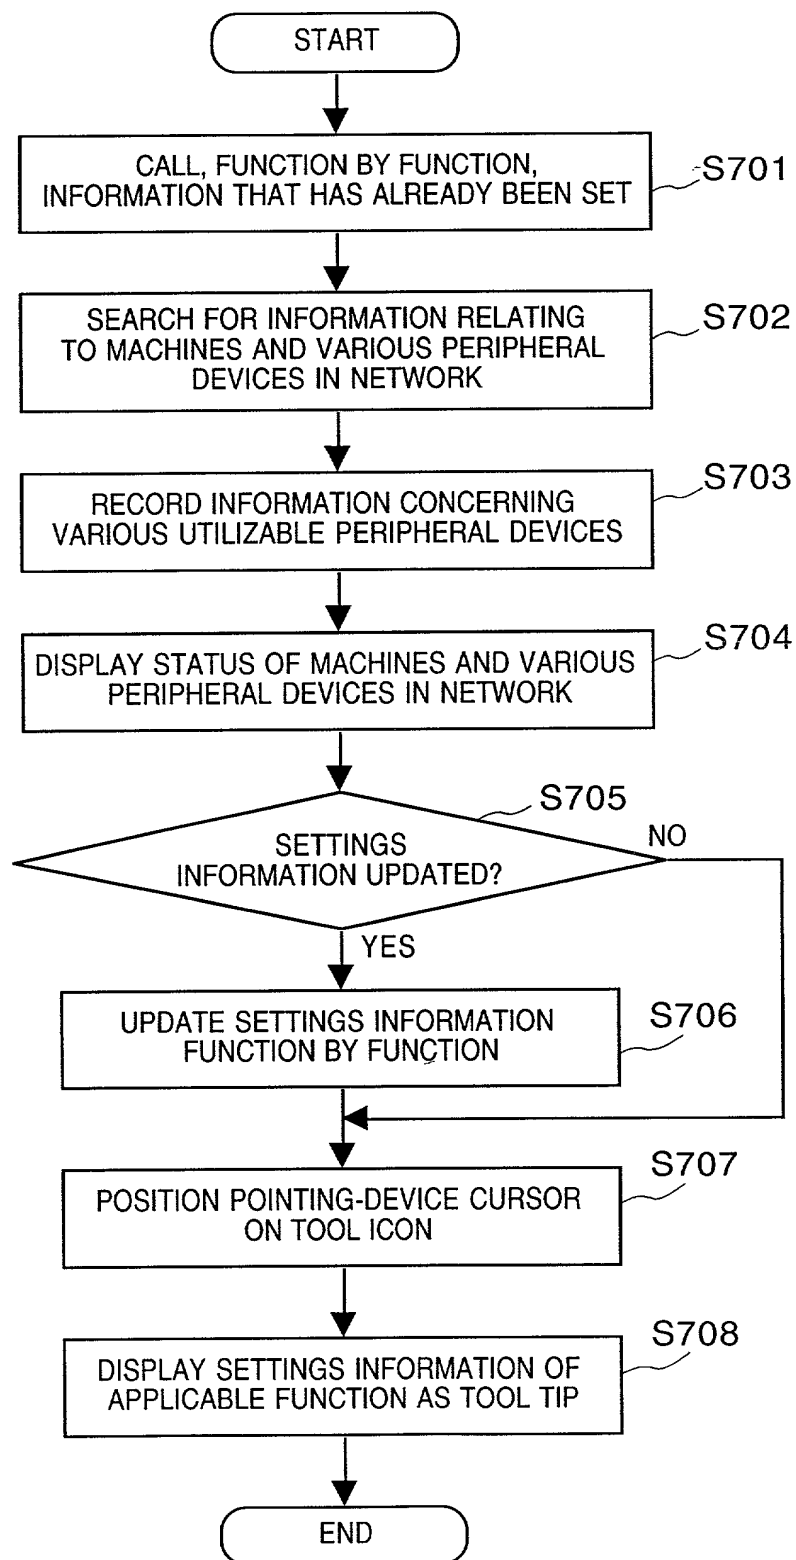 START
CALL, FUNCTION BY FUNCTION,
INFORMATION THAT HAS ALREADY BEEN SET
S701
SEARCH FOR INFORMATION RELATING
TO MACHINES AND VARIOUS PERIPHERAL
DEVICES IN NETWORK
S702
RECORD INFORMATION CONCERNING
VARIOUS UTILIZABLE PERIPHERAL DEVICES
S703
DISPLAY STATUS OF MACHINES AND VARIOUS
PERIPHERAL DEVICES IN NETWORK
S704
S705
SETTINGS
INFORMATION UPDATED?
NO
YES
UPDATE SETTINGS INFORMATION
FUNCTION BY FUNCTION
S706
POSITION POINTING-DEVICE CURSOR
ON TOOL ICON
S707
DISPLAY SETTINGS INFORMATION OF
APPLICABLE FUNCTION AS TOOL TIP
S708
END